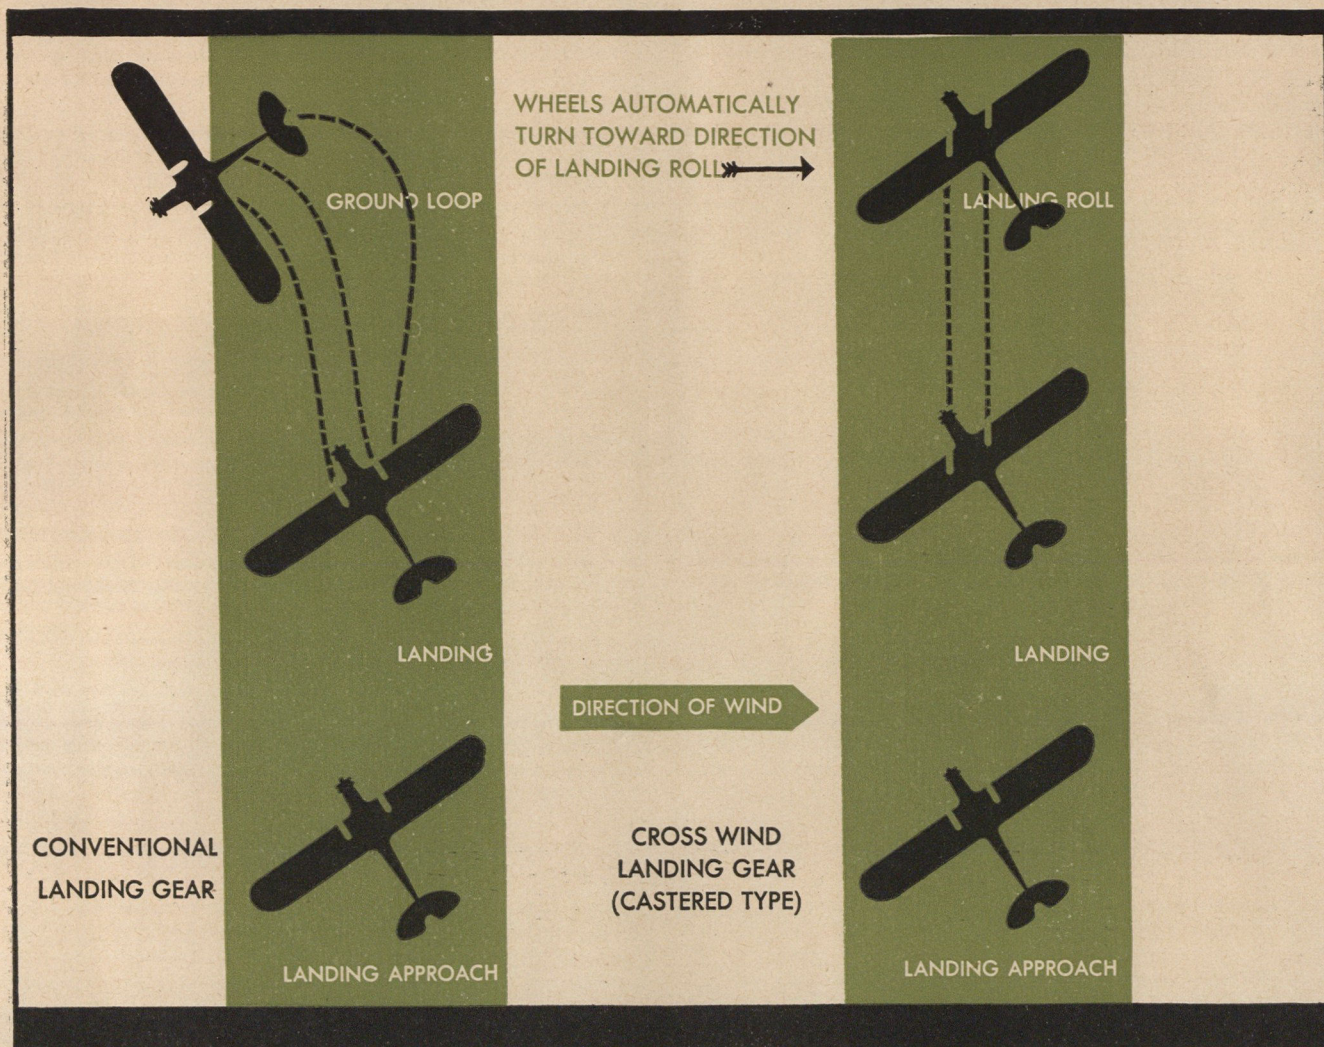 GROUND LOOP
LANDING
CONVENTIONAL
LANDING GEAR
LANDING APPROACH
WHEELS AUTOMATICALLY
TURN TOWARD DIRECTION
OF LANDING ROLL
LANDING ROLL
LANDING
DIRECTION OF WIND
CROSS WIND
LANDING GEAR
(CASTERED TYPE)
LANDING APPROACH